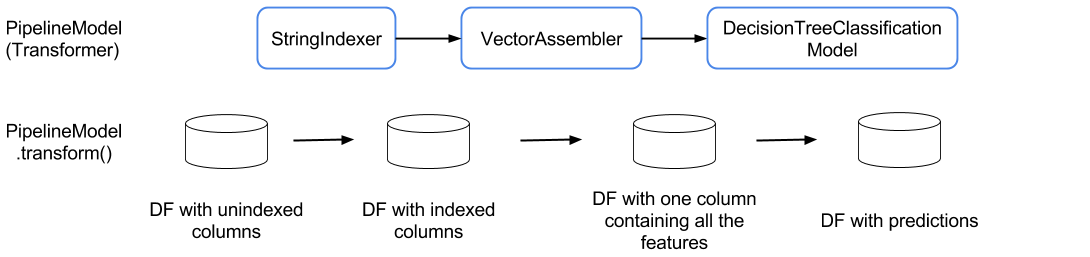 PipelineModel
(Transformer)
StringIndexer
VectorAssembler
DecisionTreeClassification
Model
PipelineModel
.transform()
DF with unindexed
columns
DF with indexed
columns
DF with one column
containing all the
features
DF with predictions